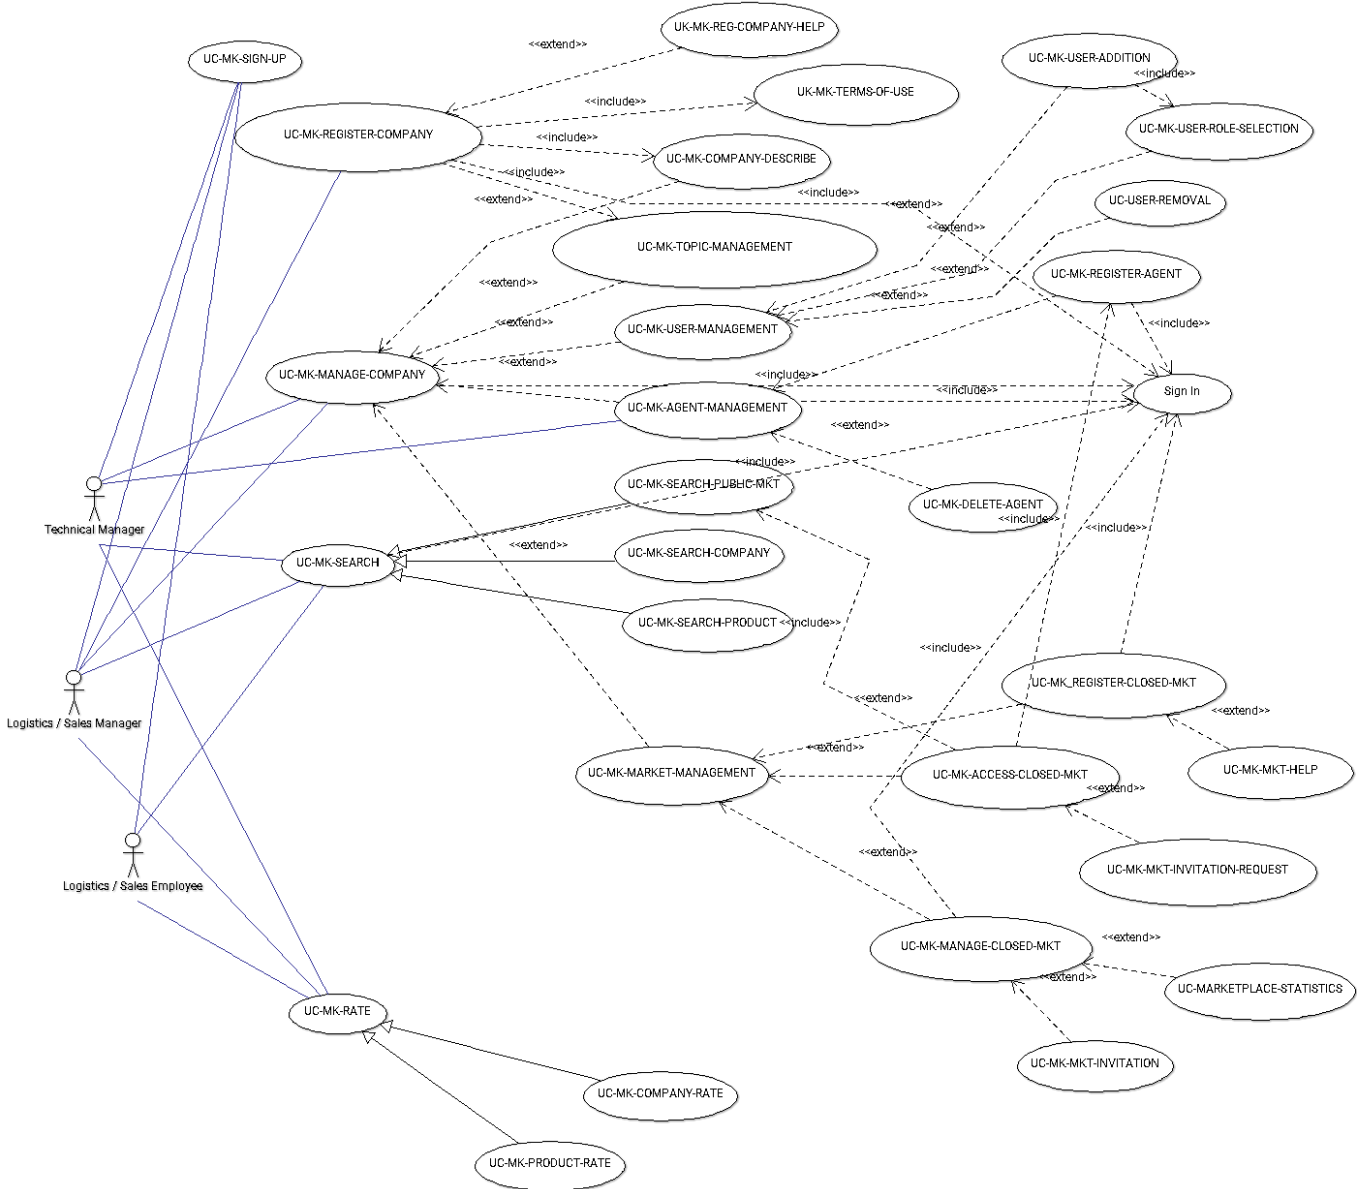 UK-MK-REG-COMPANY-HELP
<<extend>>
UC-MK-SIGN-UP
UC-MK-USER-ADDITION
<<include>>
UK-MK-TERMS-OF-USE
<<include>>
UC-MK-REGISTER-COMPANY
<<include>>
UC-MK-USER-ROLE-SELECTION
UC-MK-COMPANY-DESCRIBE
<<include>>
<<include>>
<<extend>>
<<extend>>
UC-USER-REMOVAL
<<extend>>
UC-MK-TOPIC-MANAGEMENT
<<extend>>
UC-MK-REGISTER-AGENT
<<extend>>
<<extend>>
<<extend>>
<<include>>
UC-MK-USER-MANAGEMENT
<<extend>>
UC-MK-MANAGE-COMPANY
<<include>>
<<include>>
Sign In
UC-MK-AGENT-MANAGEMENT
<<extend>>
<<include>>
UC-MK-SEARCH-PUBLIC-MKT
UC-MK-DELETE-AGENT
<<include>>
<<include>>
Technical Manager
<<extend>>
UC-MK-SEARCH-COMPANY
UC-MK-SEARCH
UC-MK-SEARCH-PRODUCT
<<include>>
<<include>>
UC-MK_REGISTER-CLOSED-MKT
<<extend>>
<<extend>>
Logistics / Sales Manager
<<extend>>
UC-MK-MARKET-MANAGEMENT
UC-MK-ACCESS-CLOSED-MKT
UC-MK-MKT-HELP
<<extend>>
<<extend>>
UC-MK-MKT-INVITATION-REQUEST
Logistics / Sales Employee
<<extend>>
UC-MK-MANAGE-CLOSED-MKT
<<extend>>
UC-MARKETPLACE-STATISTICS
UC-MK-RATE
UC-MK-MKT-INVITATION
UC-MK-COMPANY-RATE
UC-MK-PRODUCT-RATE